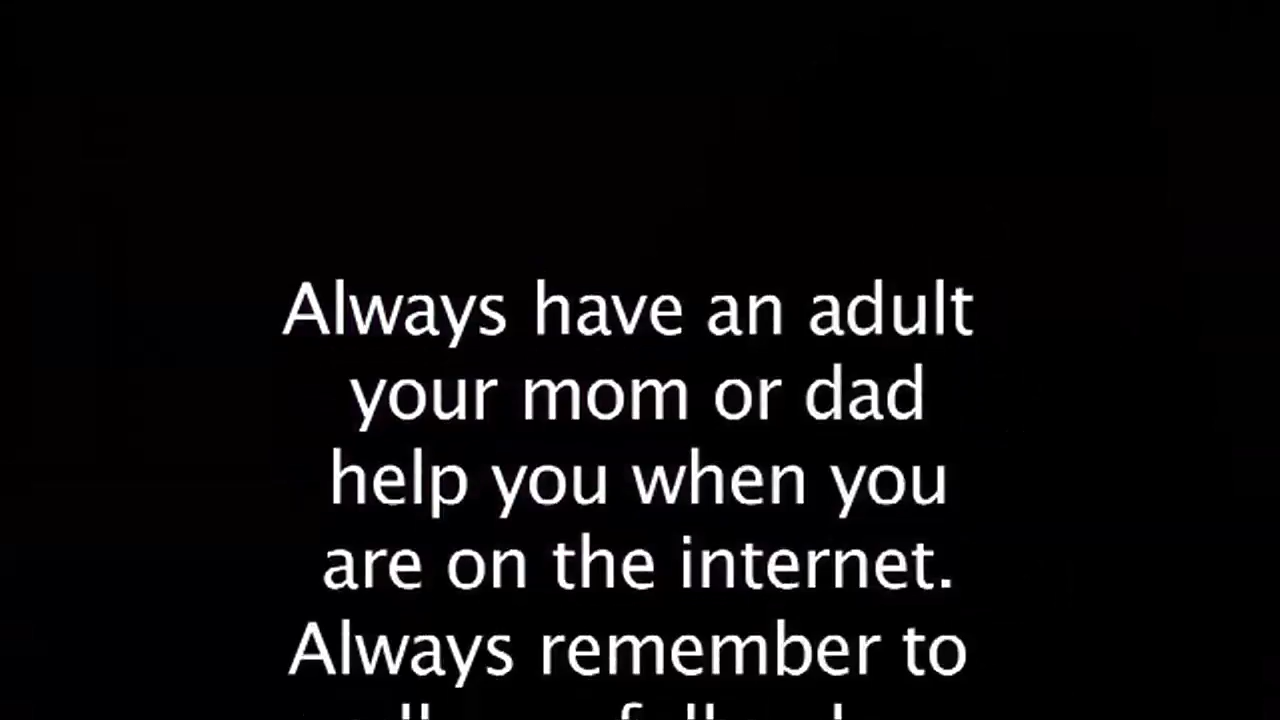 Always have an adult
your mom or dad
help you when you
are on the internet.
Always remember to